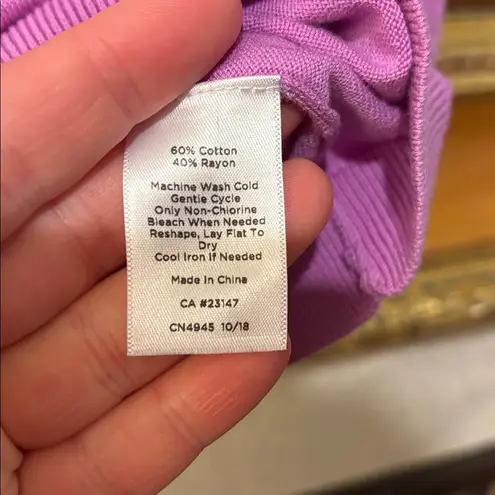 60% Cotton
40% Rayon
Machine Wash Cold
Gentle Cycle
Only Non-Chlorine
Bleach When Needed
Reshape, Lay Flat To
Dry
Cool Iron If Needed
Made In China
CA #23147
CN4945 10/18